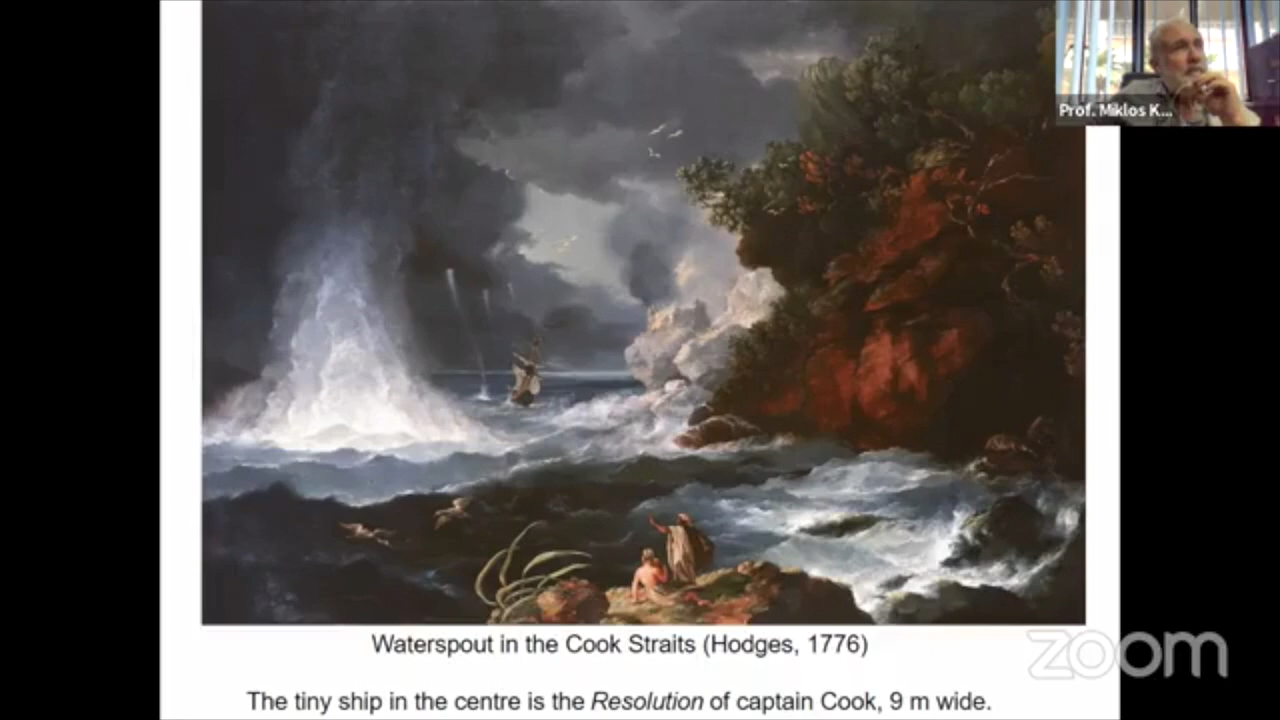 Prof. Miklos K...
Waterspout in the Cook Straits (Hodges, 1776)
zoom
The tiny ship in the centre is the Resolution of captain Cook, 9 m wide.